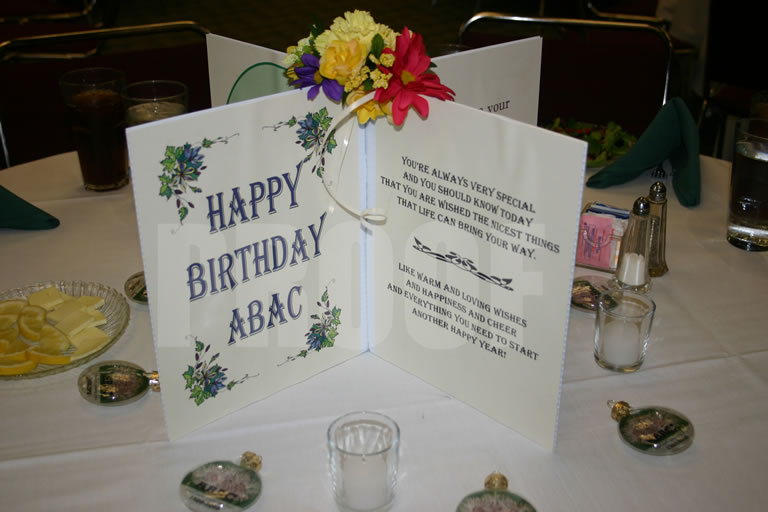 HAPPY
BIRTHDAY
ABAC
YOU'RE ALWAYS VERY SPECIAL
AND YOU SHOULD KNOW TODAY
THAT YOU ARE WISHED THE NICEST THINGS
THAT LIFE CAN BRING YOUR WAY.
LIKE WARM AND LOVING WISHES
AND HAPPINESS AND CHEER
AND EVERYTHING YOU NEED TO START
ANOTHER HAPPY YEAR!
your
PROOF